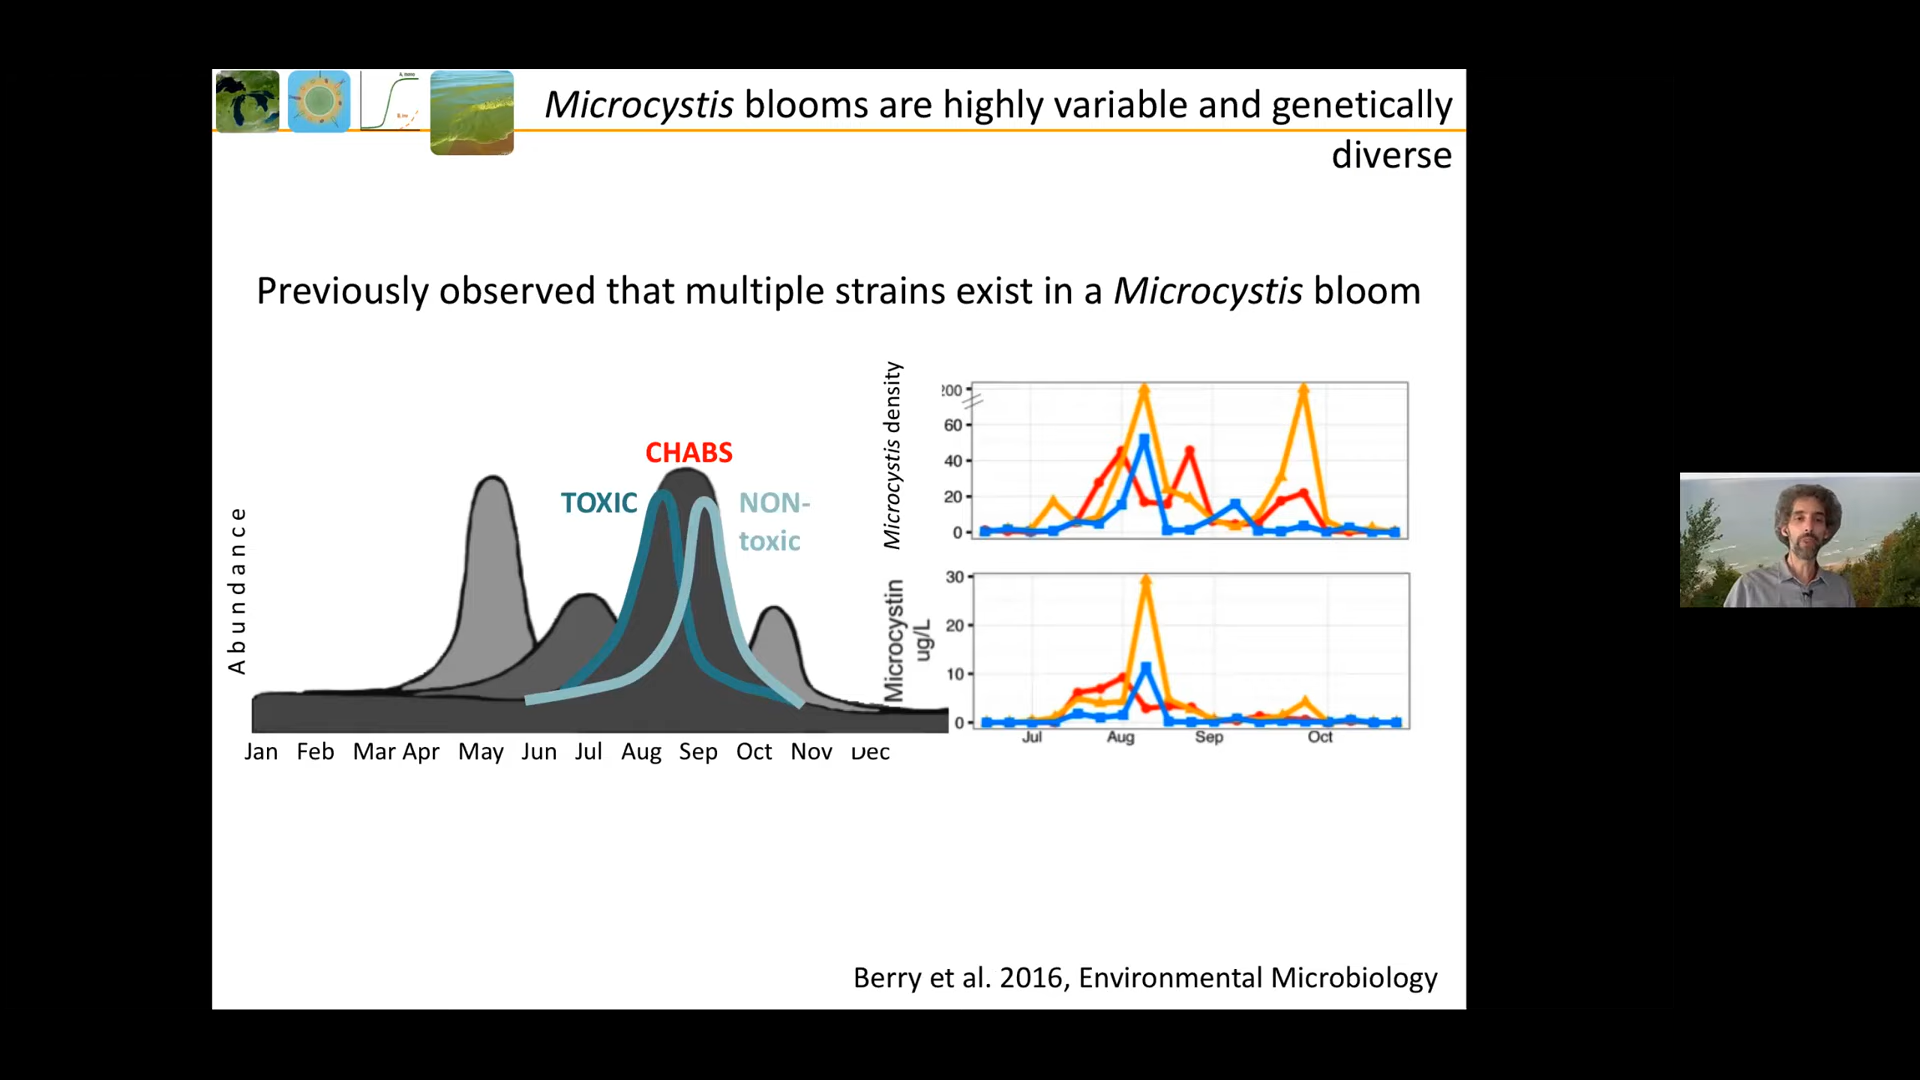 Microcystis blooms are highly variable and genetically
diverse
Previously observed that multiple strains exist in a Microcystis bloom
Abundance
CHABS
TOXIC
NON-
toxic
Jan Feb Mar Apr May Jun Jul Aug Sep Oct Nov Dec
Microcystis density
200
60
40
20
0
Microcystin
ug/L
30
20
10
0
Jul Aug Sep Oct
Berry et al. 2016, Environmental Microbiology